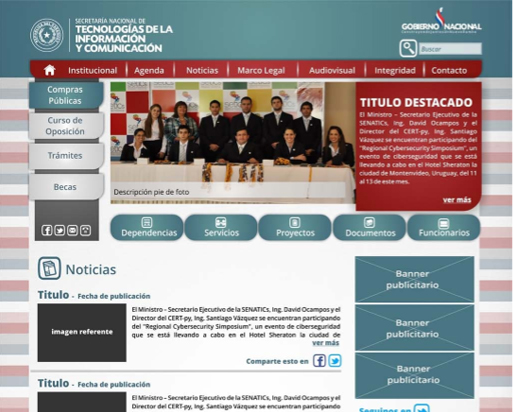 SECRETARÍA NACIONAL DE
TECNOLOGÍAS DE LA
INFORMACIÓN
Y COMUNICACIÓN
GOBIERNO NACIONAL
Buscar
Institucional
Agenda
Noticias
Marco Legal
Audiovisual
Integridad
Contacto
Compras
Públicas
Curso de
Oposición
Trámites
Becas
Descripción pie de foto
TITULO DESTACADO
El Ministro - Secretario Ejecutivo de la
SENATICs, Ing. David Ocampos y el
Director del CERT-py, Ing. Santiago
Vázquez se encuentran participando del
"Regional Cybersecurity Simposium", un
evento de ciberseguridad que se está
llevando a cabo en el Hotel Sheraton la
ciudad de Montevideo, Uruguay, del 11
al 13 de este mes.
ver más
Dependencias
Servicios
Proyectos
Documentos
Funcionarios
Noticias
Titulo - Fecha de publicación
imagen referente
El Ministro – Secretario Ejecutivo de la SENATICs, Ing. David Ocampos y el
Director del CERT-py, Ing. Santiago Vázquez se encuentran participando
del "Regional Cybersecurity Simposium", un evento de ciberseguridad
que se está llevando a cabo en el Hotel Sheraton la ciudad de
ver más
Comparte esto en
Banner
publicitario
Banner
publicitario
Banner
publicitario
Titulo - Fecha de publicación
El Ministro – Secretario Ejecutivo de la SENATICs, Ing. David Ocampos y el
Director del CERT-py, Ing. Santiago Vázquez se encuentran participando
Seguinos en